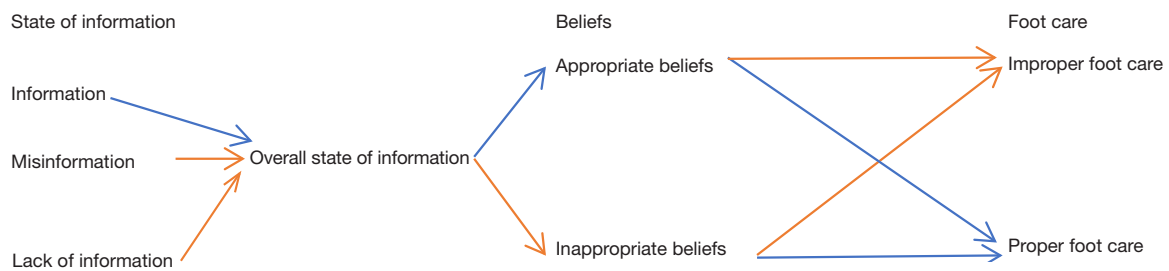 State of information
Beliefs
Foot care
Appropriate beliefs
Improper foot care
Information
Misinformation
Overall state of information
Inappropriate beliefs
Proper foot care
Lack of information